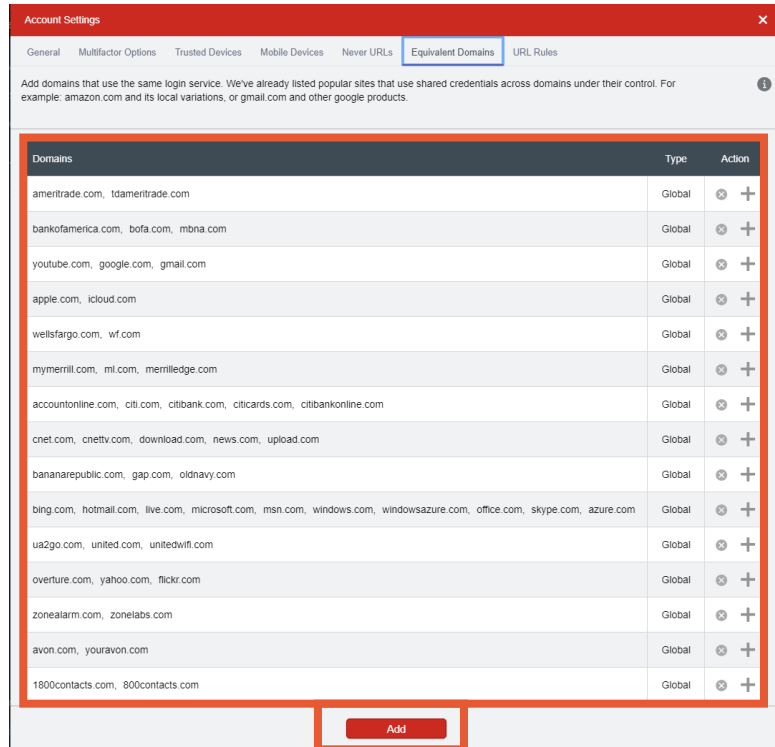 Account Settings
General Multifactor Options Trusted Devices Mobile Devices Never URLs Equivalent Domains URL Rules
Add domains that use the same login service. We've already listed popular sites that use shared credentials across domains under their control. For
example: amazon.com and its local variations, or gmail.com and other google products.
Domains Type Action
ameritrade.com, tdameritrade.com Global
bankofamerica.com, bofa.com, mbna.com Global
youtube.com, google.com, gmail.com Global
apple.com, icloud.com Global
wellsfargo.com, wf.com Global
mymerrill.com, ml.com, merrilledge.com Global
accountonline.com, citi.com, citibank.com, citicards.com, citibankonline.com Global
cnet.com, cnettv.com, download.com, news.com, upload.com Global
bananarepublic.com, gap.com, oldnavy.com Global
bing.com, hotmail.com, live.com, microsoft.com, msn.com, windows.com, windowsazure.com, office.com, skype.com, azure.com Global
ua2go.com, united.com, unitedwifi.com Global
overture.com, yahoo.com, flickr.com Global
zonealarm.com, zonelabs.com Global
avon.com, youravon.com Global
1800contacts.com, 800contacts.com Global
Add